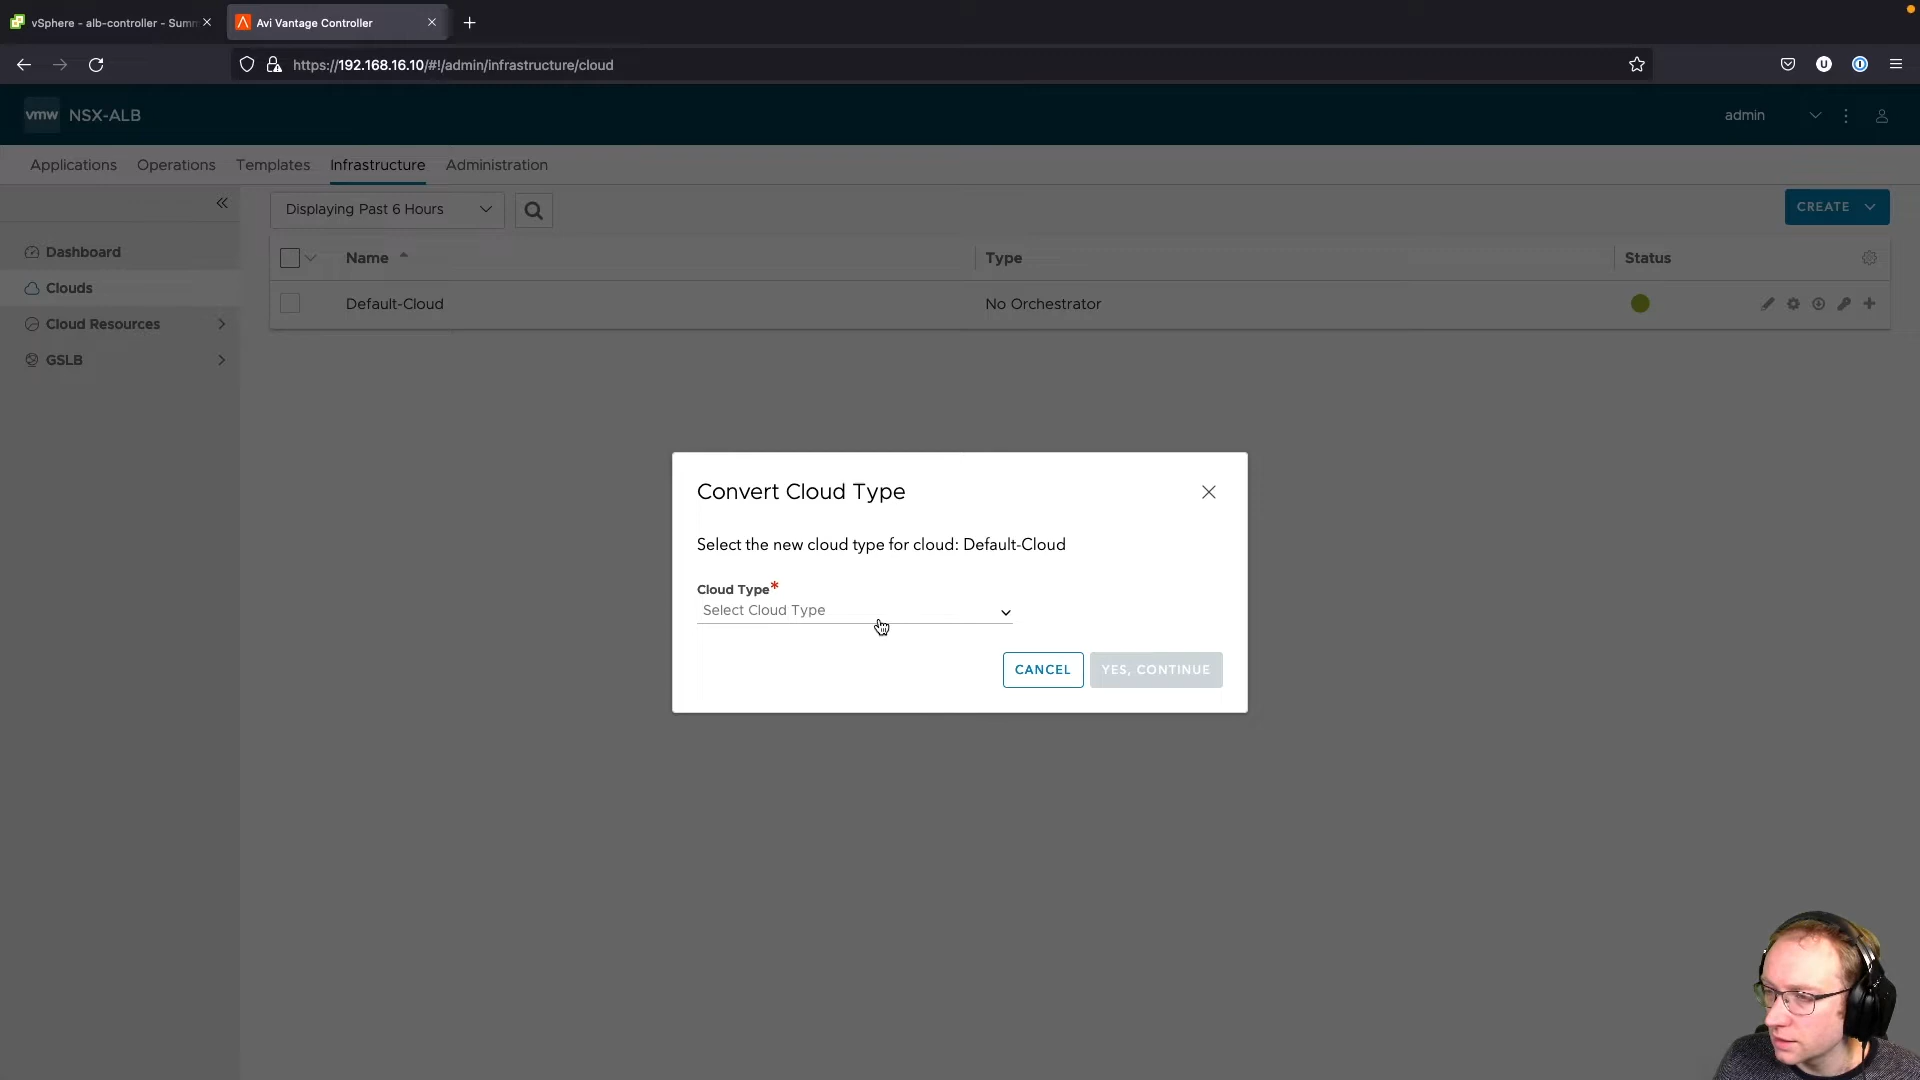 vSphere - alb-controller - Summ
Avi Vantage Controller
https://192.168.16.10/#!/admin/infrastructure/cloud
vmw NSX-ALB
admin
Applications Operations Templates Infrastructure Administration
Displaying Past 6 Hours
CREATE
Dashboard
Clouds
Cloud Resources
GSLB
Name Type Status
Default-Cloud No Orchestrator
Convert Cloud Type
Select the new cloud type for cloud: Default-Cloud
Cloud Type*
Select Cloud Type
CANCEL YES, CONTINUE